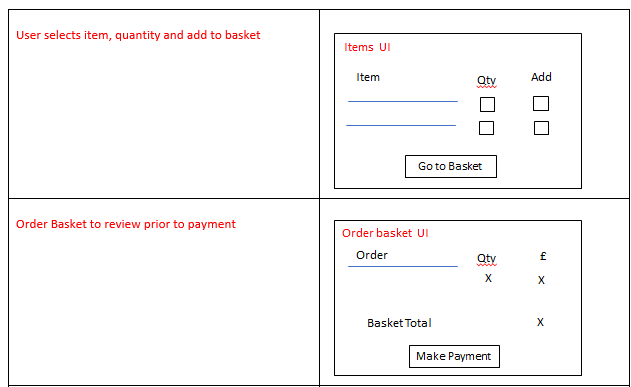 User selects item, quantity and add to basket
Items UI
Item Qty Add
Go to Basket
Order Basket to review prior to payment
Order basket UI
Order Qty £
X X
Basket Total X
Make Payment